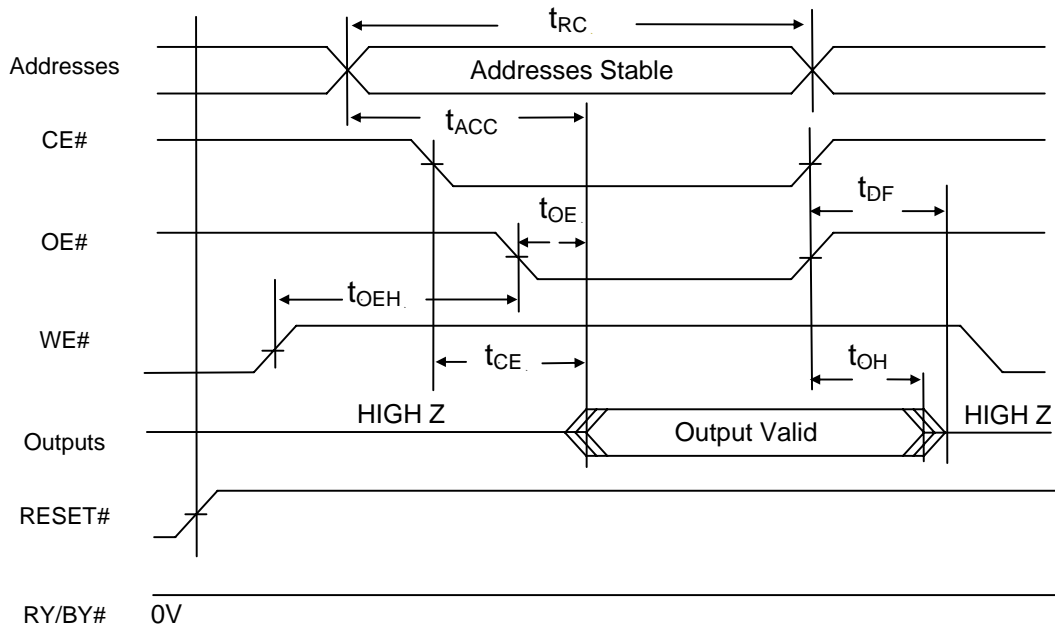 tRC
Addresses
Addresses Stable
tACC
CE#
tDF
tOE
OE#
tOEH
WE#
tCE
tOH
HIGH Z
Output Valid
HIGH Z
Outputs
RESET#
RY/BY#
0V